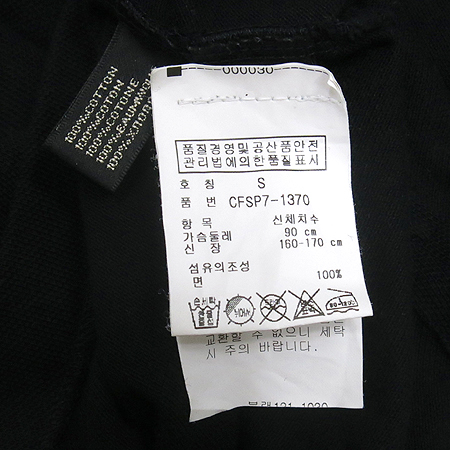 100%COTTON
100%COTONE
000030
품질경영및공산품안전
관리법에의한품질표시
호 칭 S
품 번 CFSP7-1370
항목 신체치수
가슴둘레 90 cm
신 장 160-170 cm
섬유의조성
면 100%
손세탁
교환할 수 없으니 세탁
시 주의 바랍니다.